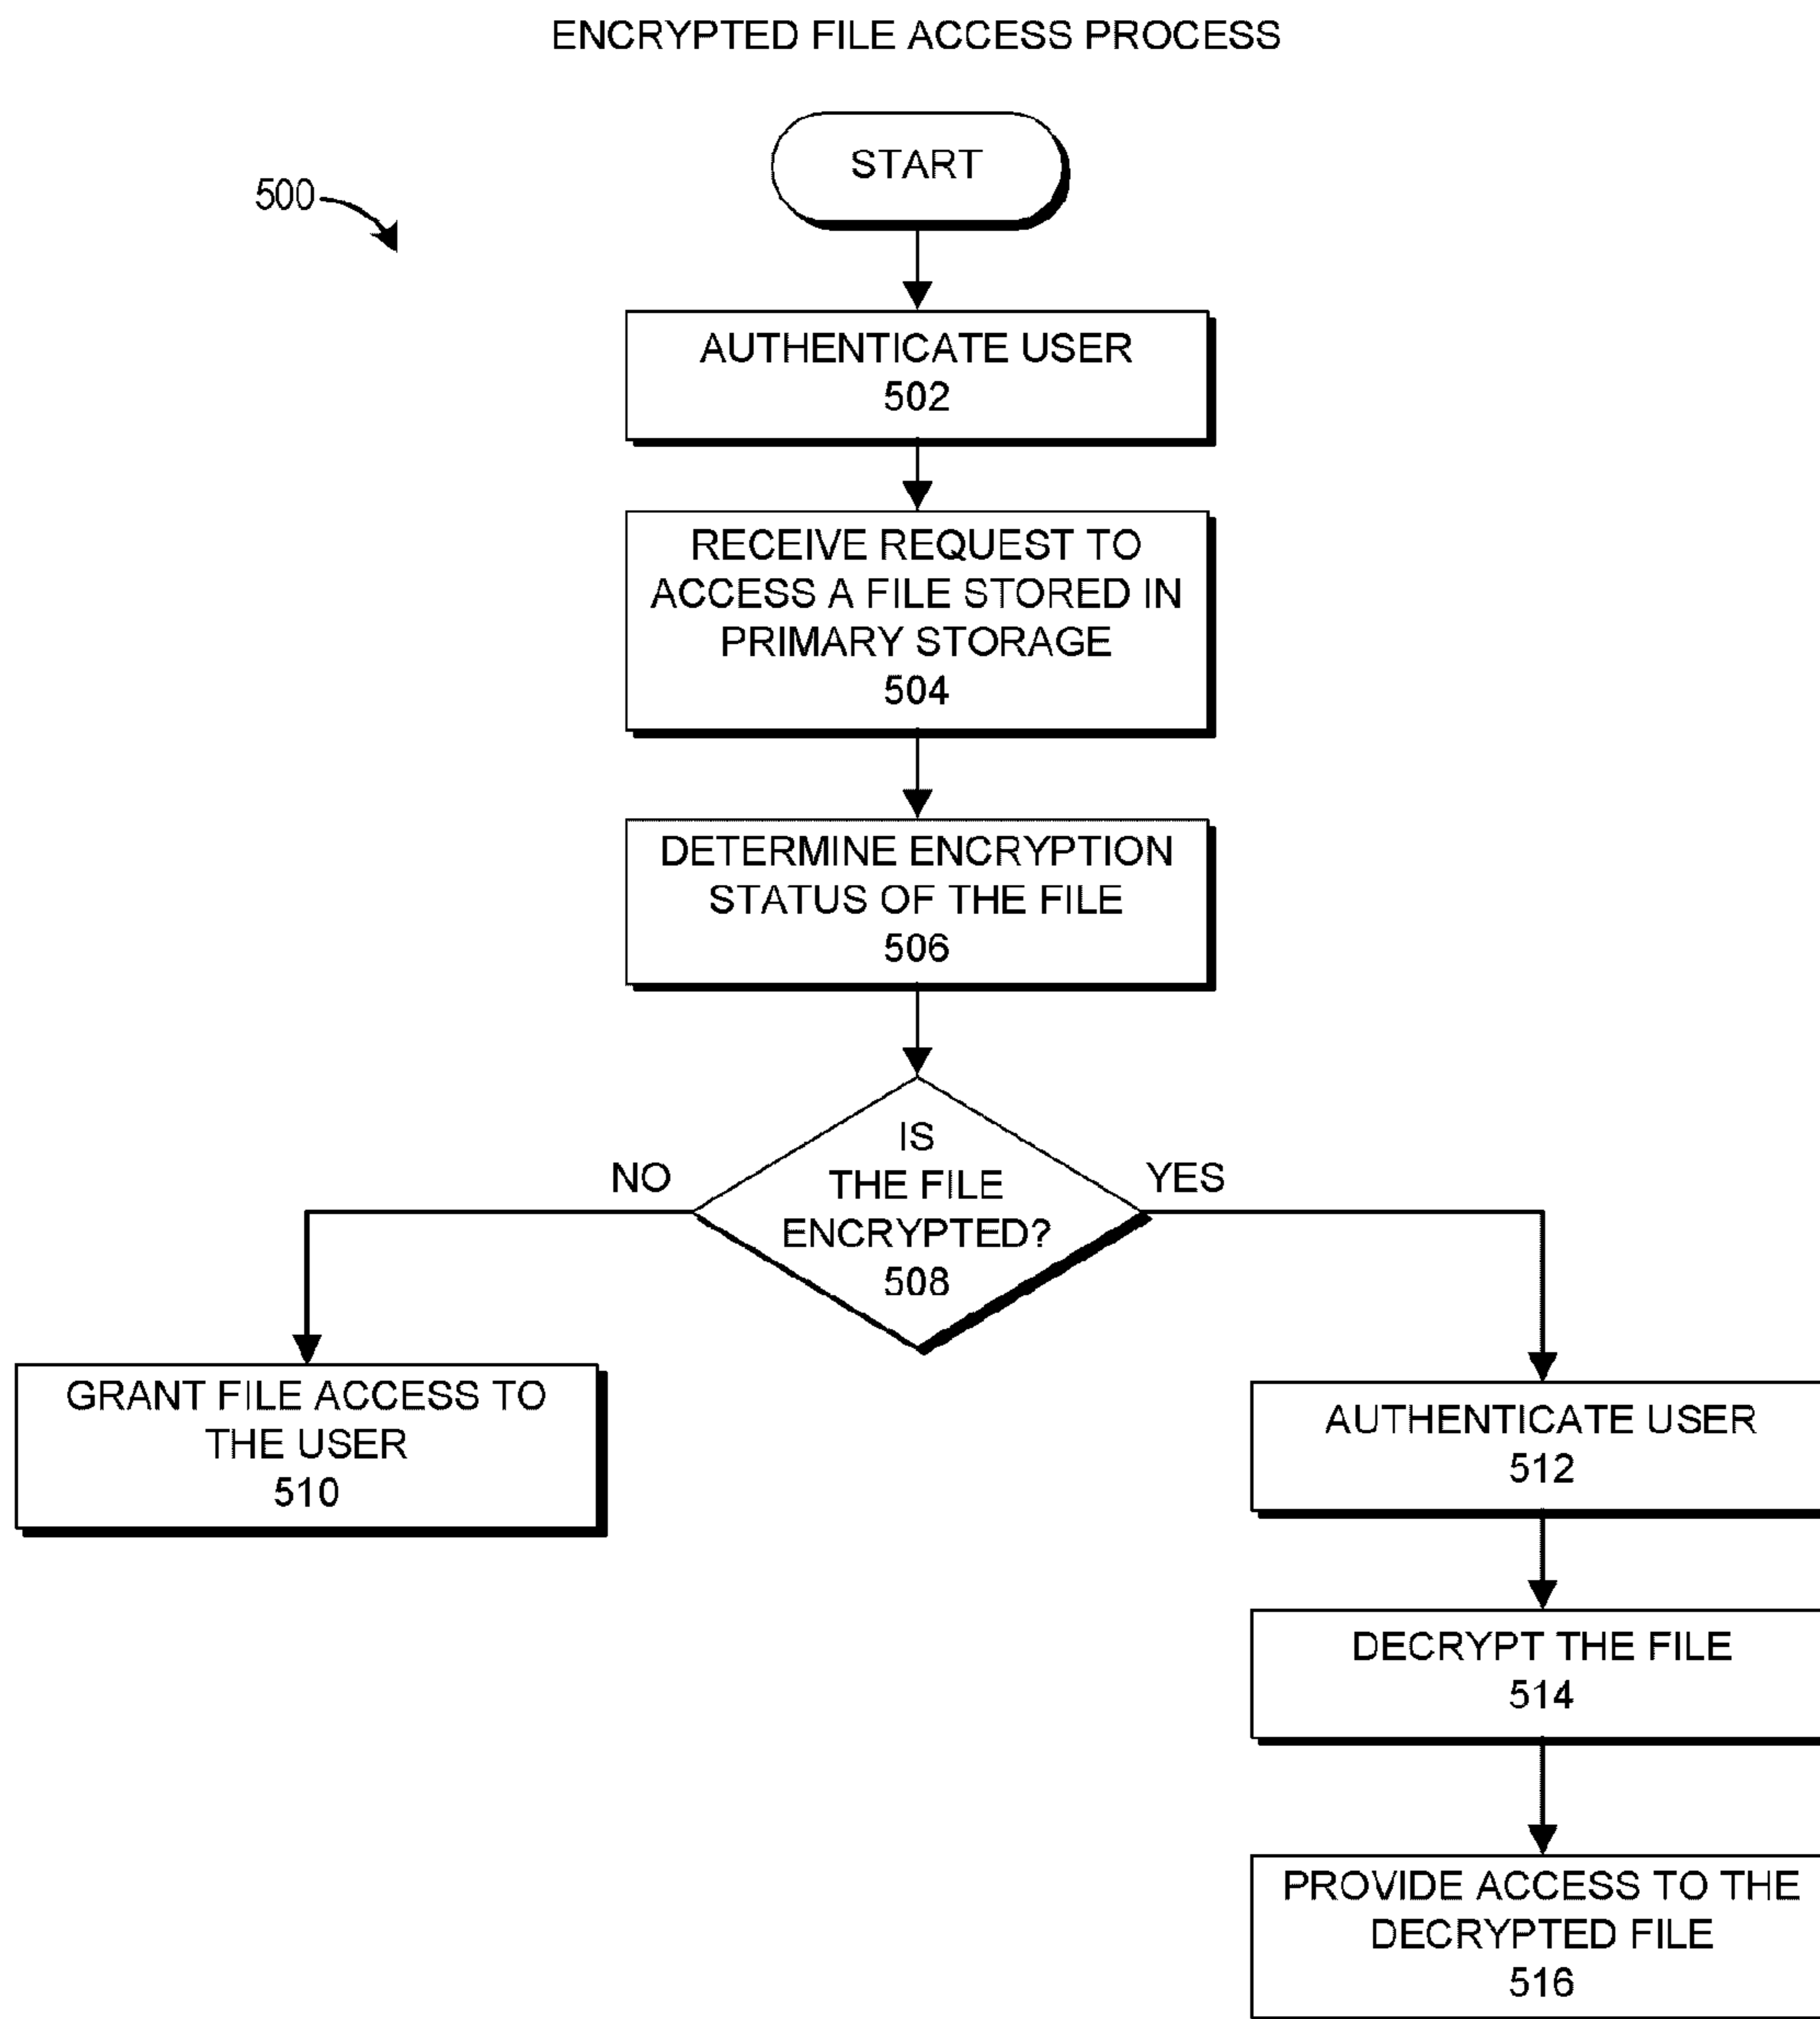 ENCRYPTED FILE ACCESS PROCESS
START
500
AUTHENTICATE USER
502
RECEIVE REQUEST TO
ACCESS A FILE STORED IN
PRIMARY STORAGE
504
DETERMINE ENCRYPTION
STATUS OF THE FILE
506
IS
THE FILE
ENCRYPTED?
508
NO
YES
GRANT FILE ACCESS TO
THE USER
510
AUTHENTICATE USER
512
DECRYPT THE FILE
514
PROVIDE ACCESS TO THE
DECRYPTED FILE
516